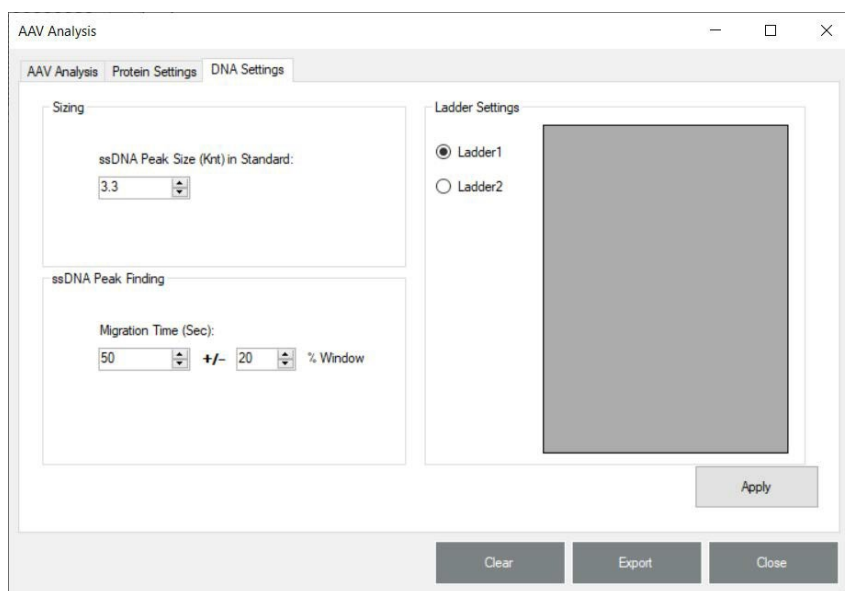 AAV Analysis
AAV Analysis Protein Settings DNA Settings
Sizing
ssDNA Peak Size (Knt) in Standard:
3.3
ssDNA Peak Finding
Migration Time (Sec):
50 +/- 20 % Window
Ladder Settings
Ladder1
Ladder2
Apply
Clear Export Close